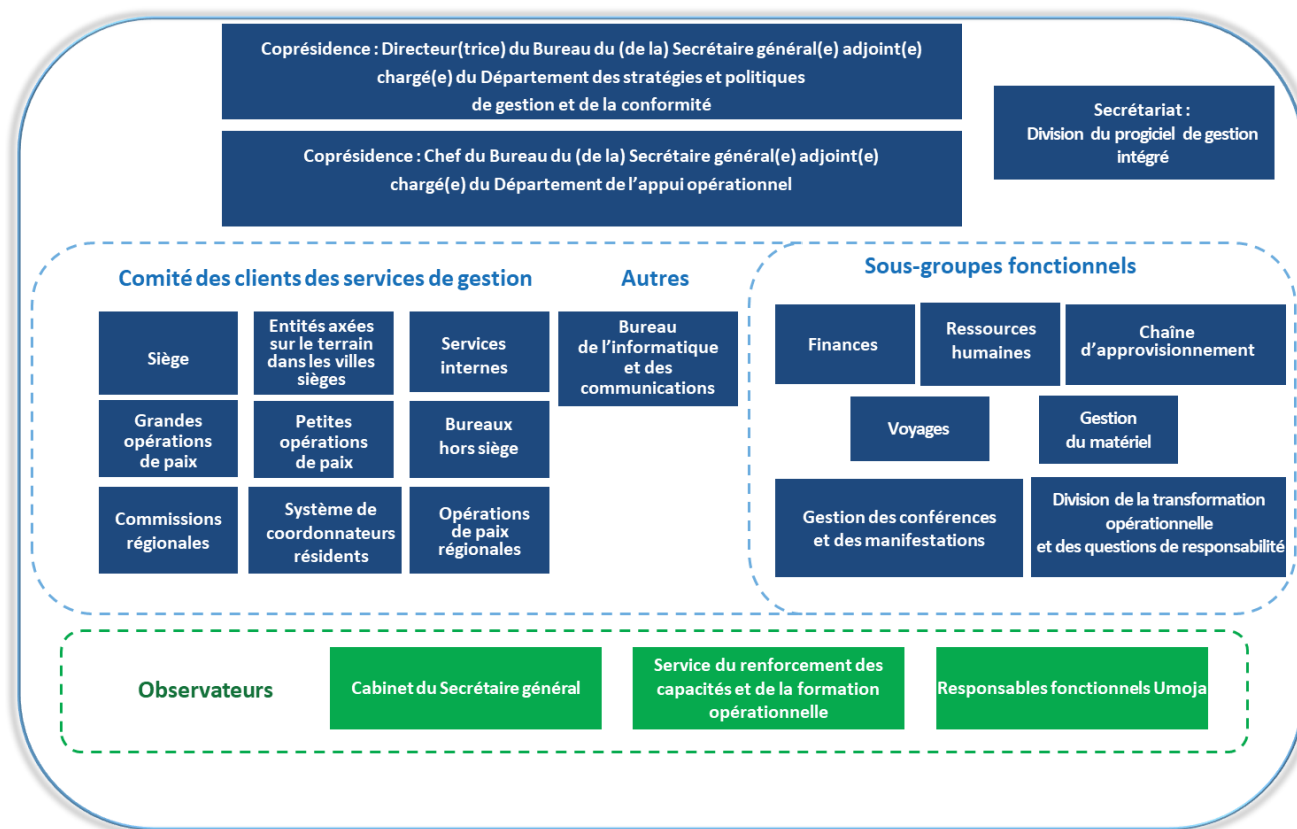 Coprésidence : Directeur(trice) du Bureau du (de la) Secrétaire général(e) adjoint(e)
chargé(e) du Département des stratégies et politiques
de gestion et de la conformité
Coprésidence : Chef du Bureau du (de la) Secrétaire général(e) adjoint(e)
chargé(e) du Département de l’appui opérationnel
Secrétariat :
Division du progiciel de gestion
intégré
Comité des clients des services de gestion
Siège
Entités axées
sur le terrain
dans les villes
sièges
Services
internes
Grandes
opérations
de paix
Petites
opérations
de paix
Bureaux
hors siège
Commissions
régionales
Système de
coordonnateurs
résidents
Opérations
de paix
régionales
Autres
Bureau
de l’informatique
et des
communications
Sous-groupes fonctionnels
Finances
Ressources
humaines
Chaîne
d’approvisionnement
Voyages
Gestion
du matériel
Gestion des conférences
et des manifestations
Division de la transformation
opérationnelle
et des questions de responsabilité
Observateurs
Cabinet du Secrétaire général
Service du renforcement des
capacités et de la formation
opérationnelle
Responsables fonctionnels Umoja